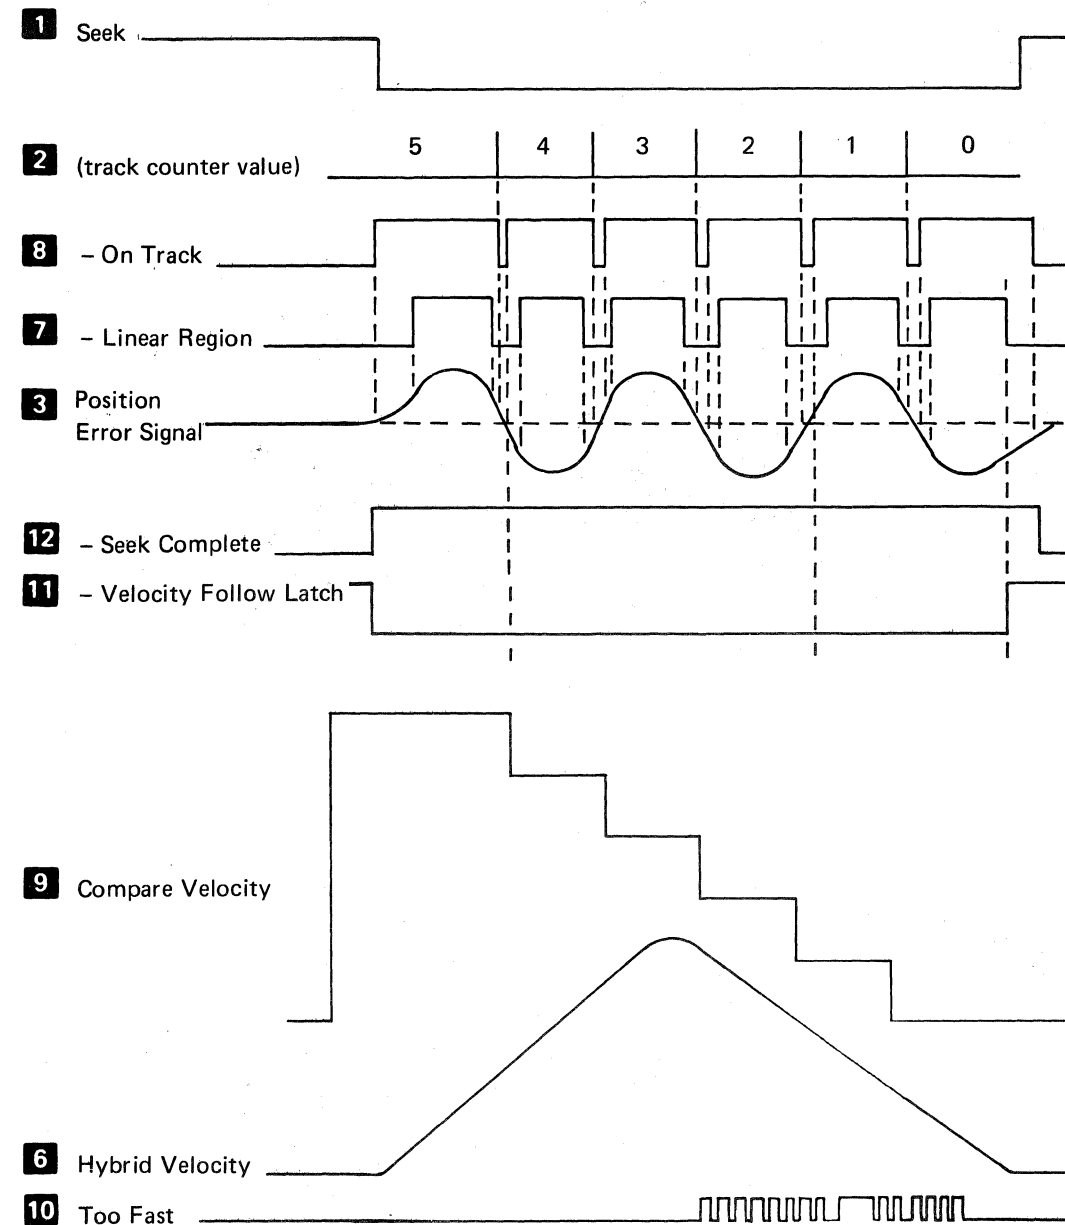 1 Seek
2 (track counter value) 5 4 3 2 1 0
8 – On Track
7 – Linear Region
3 Position
Error Signal
12 – Seek Complete
11 – Velocity Follow Latch
9 Compare Velocity
6 Hybrid Velocity
10 Too Fast